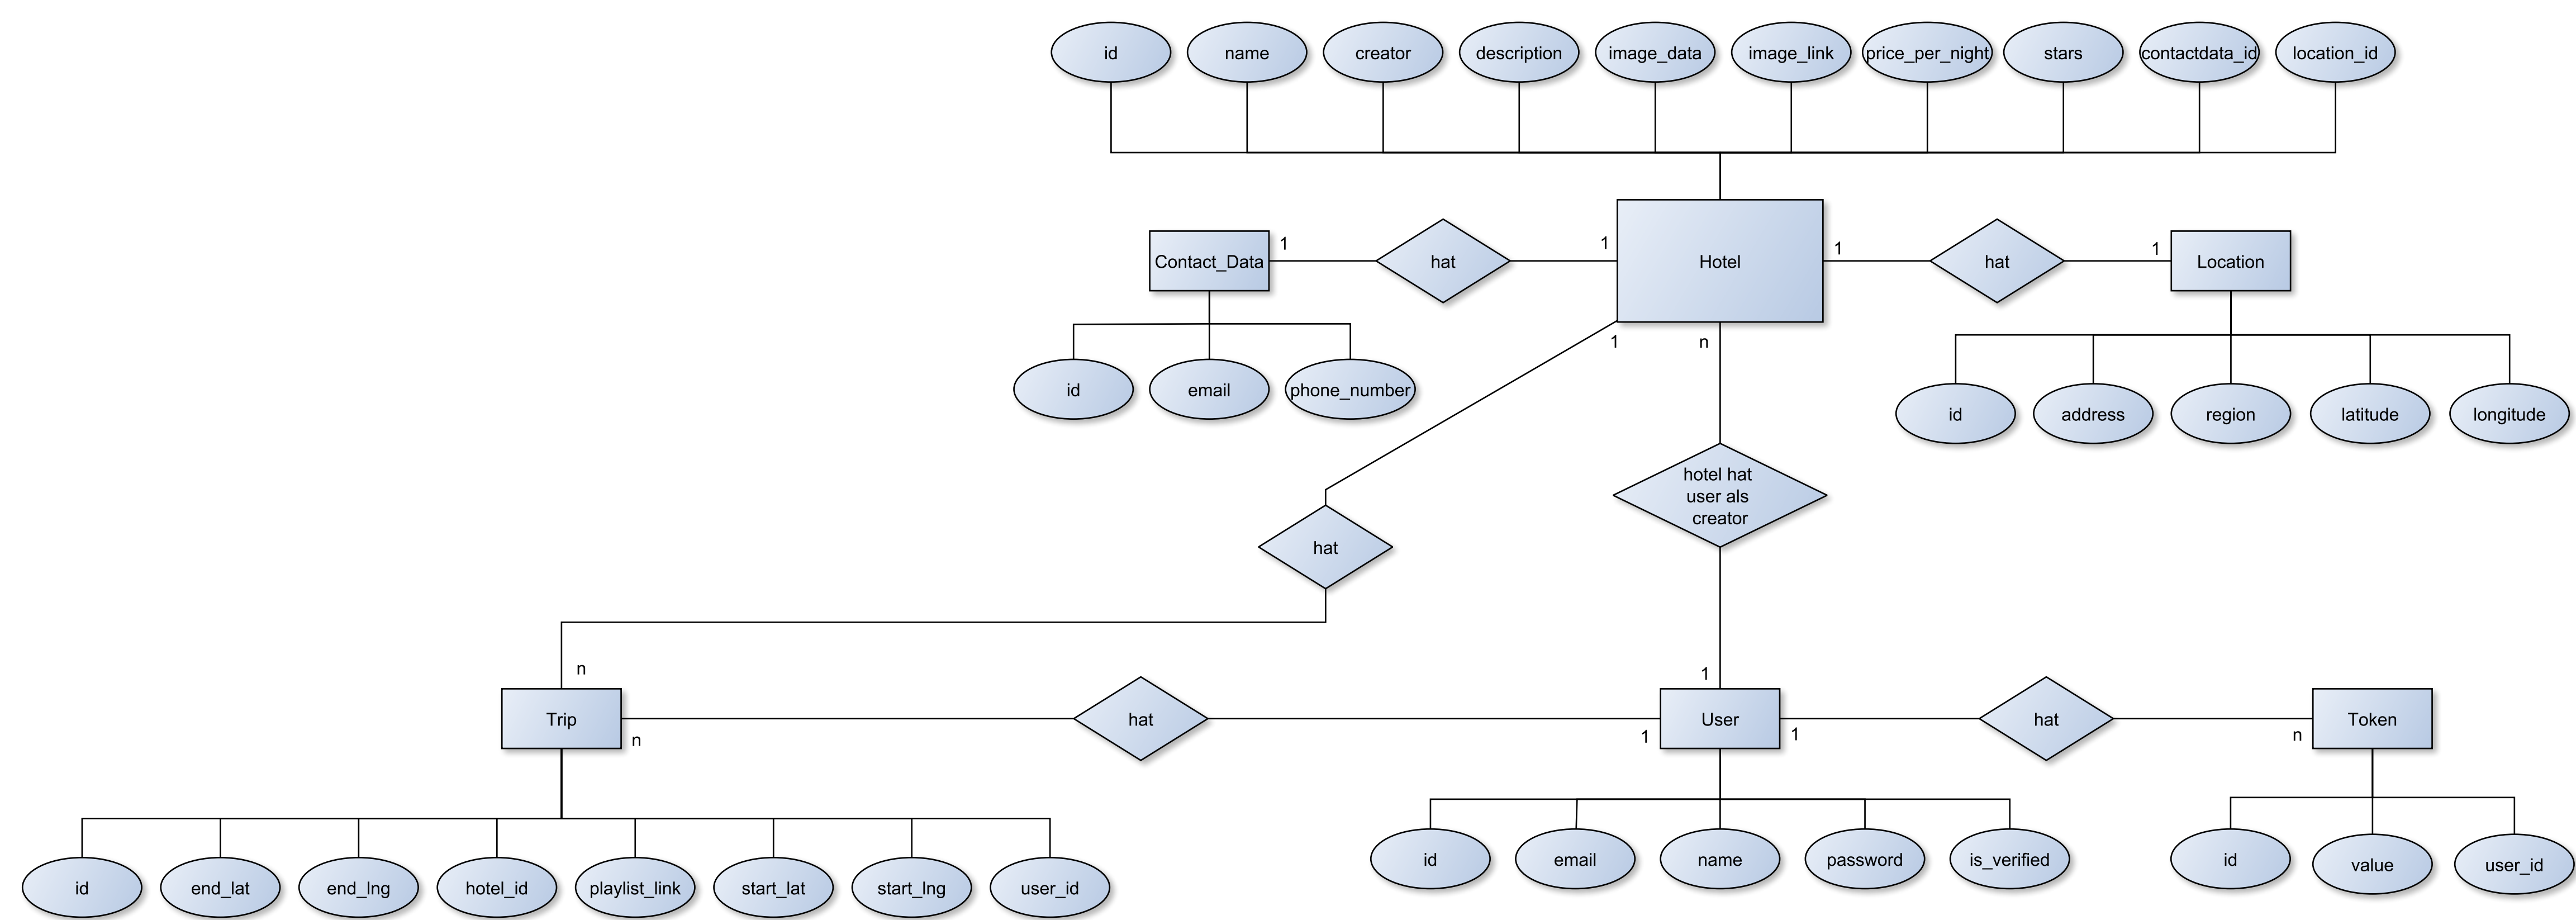 id
name
creator
description
image_data
image_link
price_per_night
stars
contactdata_id
location_id
Contact_Data
1
hat
1
Hotel
1
hat
1
Location
1
n
id
email
phone_number
id
address
region
latitude
longitude
hotel hat
user als
creator
hat
n
1
Trip
n
hat
1
User
1
hat
n
Token
id
end_lat
end_lng
hotel_id
playlist_link
start_lat
start_lng
user_id
id
email
name
password
is_verified
id
value
user_id